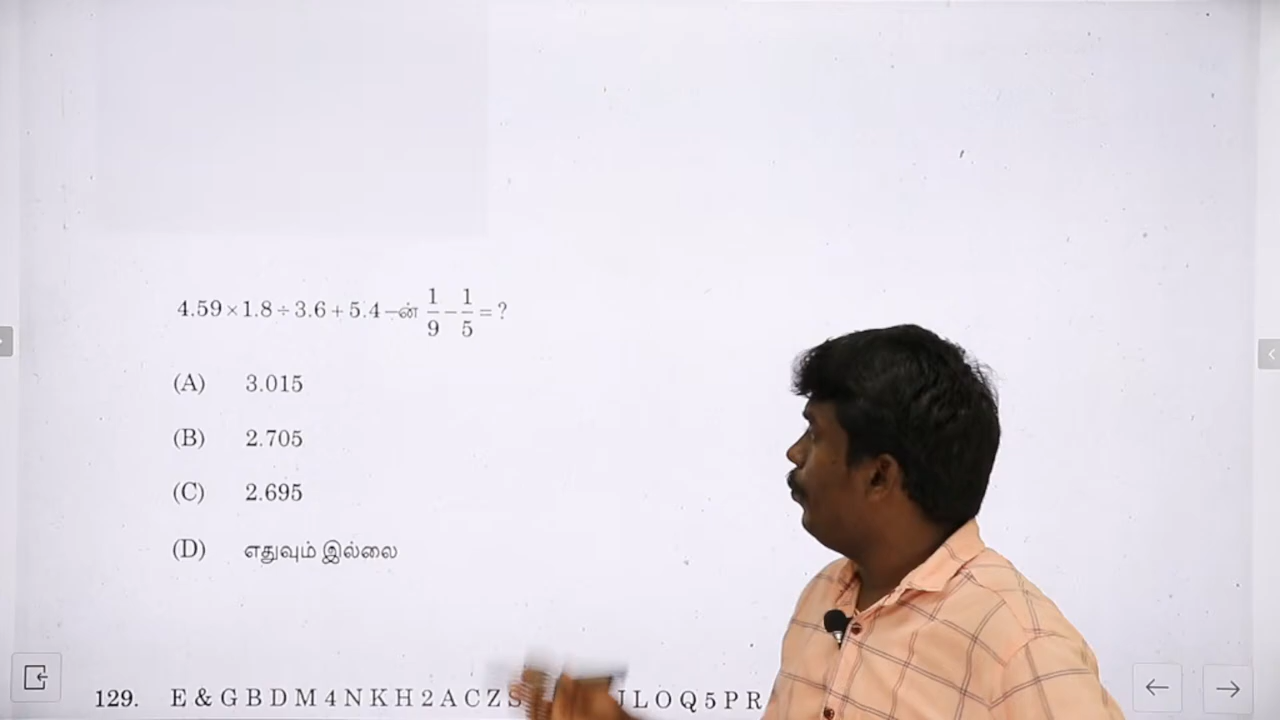 4.59 × 1.8 ÷ 3.6 + 5.4 –ன் 1/9 – 1/5 = ?
(A) 3.015
(B) 2.705
(C) 2.695
(D) எதுவும் இல்லை
129. E & G B D M 4 N K H 2 A C Z S J L O Q 5 P R